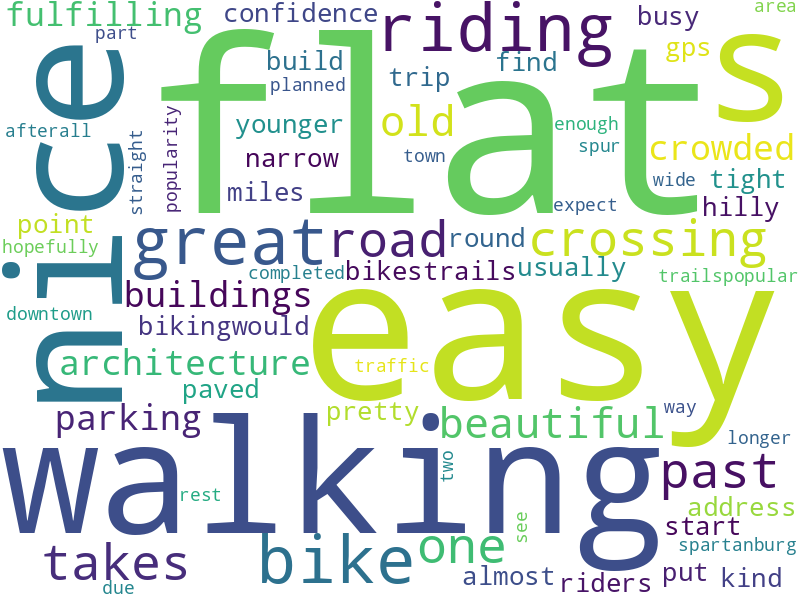 fulfilling
confidence
riding
busy
area
part
nice
flat
s
build
planned
trip
find
gps
afterall
straight
popularity
younger
old
enough
crowded
narrow
town
spur
miles
wide
tight
expect
hilly
point
hopefully
great
road
round
crossing
completed
bikestrails
usually
trailspopular
buildings
downtown
bikingwould
easy
architecture
traffic
paved
parking
pretty
beautiful
way
longer
walking
two
past
rest
see
address
start
takes
bike
one
spartanburg
almost
riders
put
kind
due